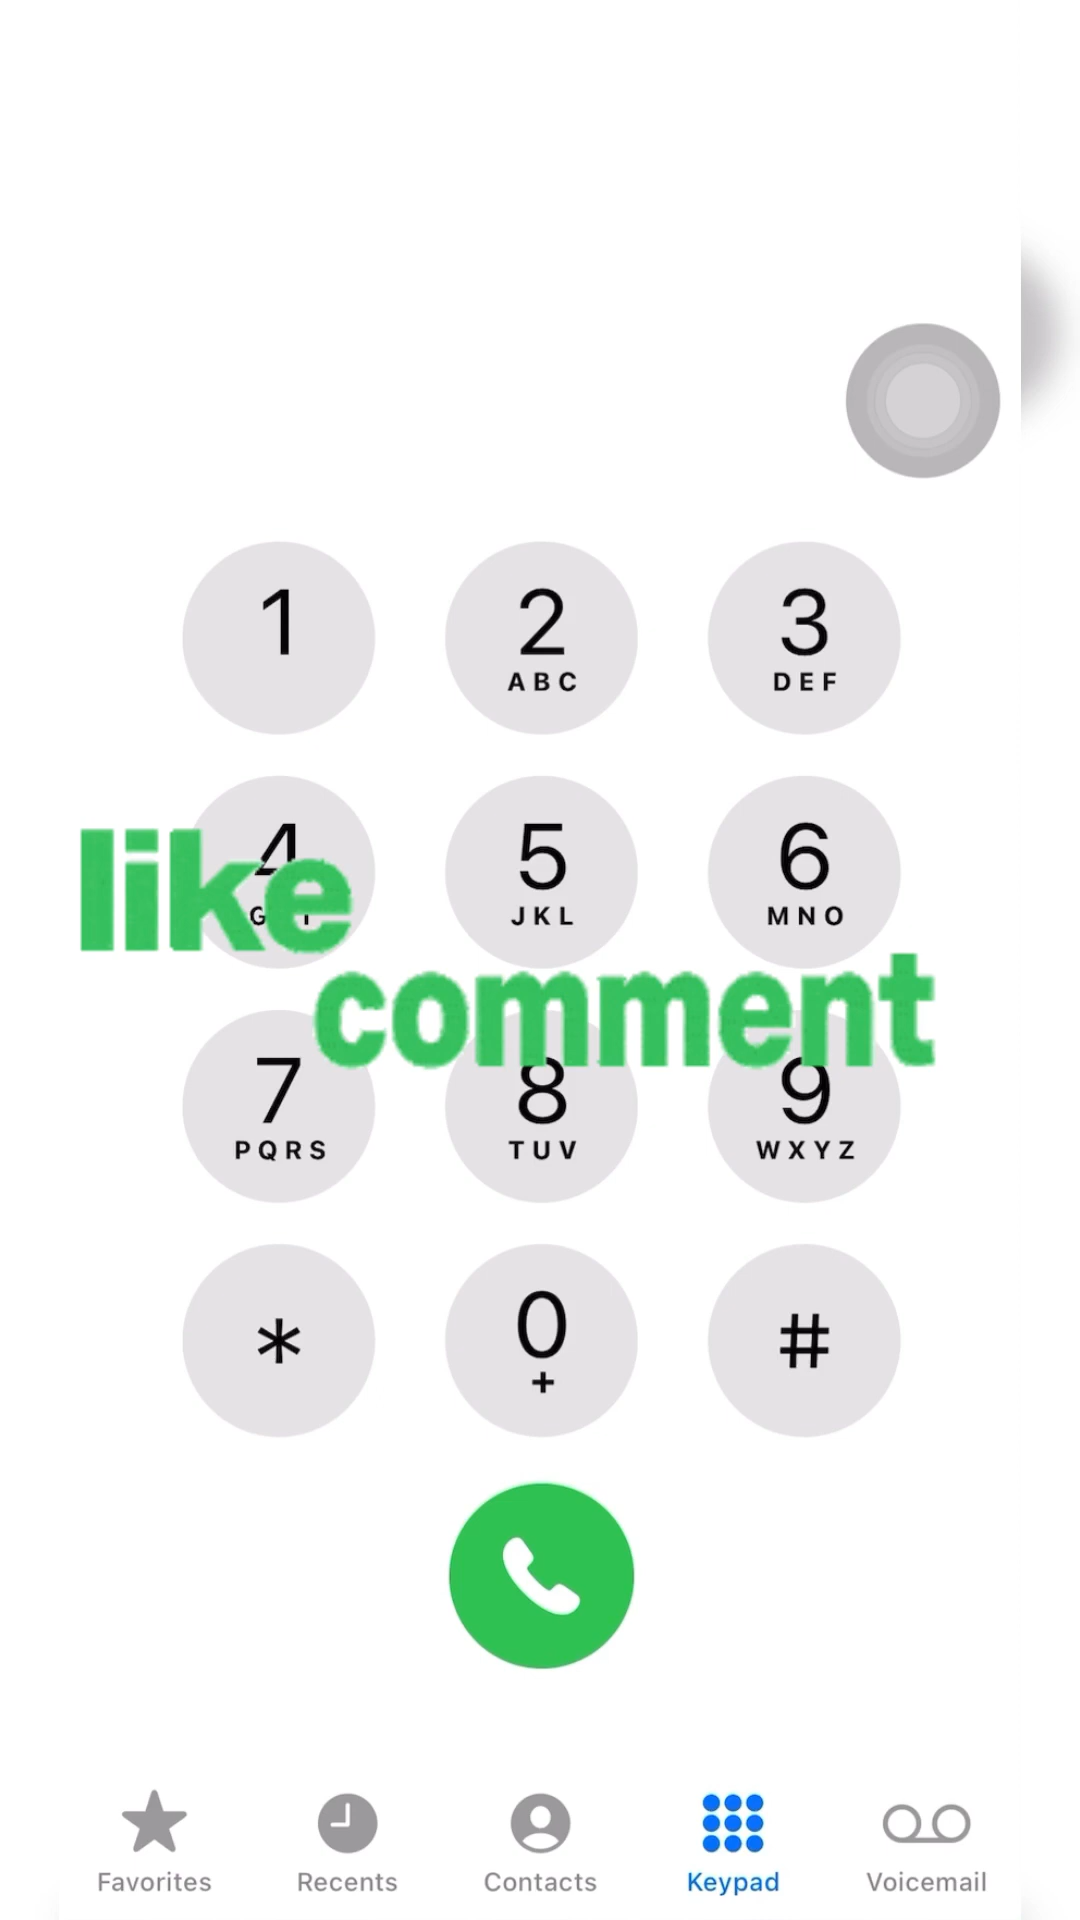 1 2 3
ABC DEF
4 5 6
JKL MNO
like
comment
7 8 9
PQRS TUV WXYZ
* 0 #
+
Favorites Recents Contacts Keypad Voicemail